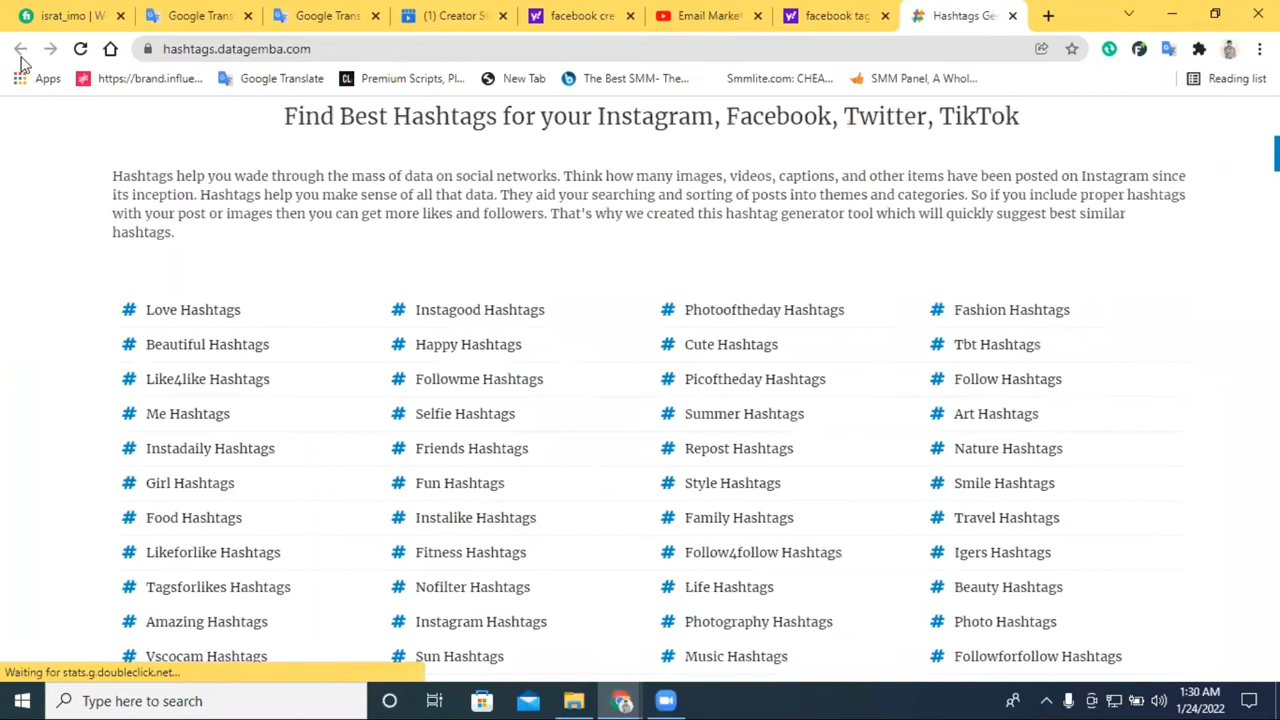 israt_imo | W
Google Trans
Google Trans
(1) Creator S
facebook cre
Email Marke
facebook tag
Hashtags Ge
hashtags.datagemba.com
Apps
https://brand.influe...
Google Translate
Premium Scripts, Pl...
New Tab
The Best SMM- The...
Smmlite.com: CHEA...
SMM Panel, A Whol...
Reading list
Find Best Hashtags for your Instagram, Facebook, Twitter, TikTok
Hashtags help you wade through the mass of data on social networks. Think how many images, videos, captions, and other items have been posted on Instagram since
its inception. Hashtags help you make sense of all that data. They aid your searching and sorting of posts into themes and categories. So if you include proper hashtags
with your post or images then you can get more likes and followers. That's why we created this hashtag generator tool which will quickly suggest best similar
hashtags.
# Love Hashtags # Instagood Hashtags # Photooftheday Hashtags # Fashion Hashtags
# Beautiful Hashtags # Happy Hashtags # Cute Hashtags # Tbt Hashtags
# Like4like Hashtags # Followme Hashtags # Picoftheday Hashtags # Follow Hashtags
# Me Hashtags # Selfie Hashtags # Summer Hashtags # Art Hashtags
# Instadaily Hashtags # Friends Hashtags # Repost Hashtags # Nature Hashtags
# Girl Hashtags # Fun Hashtags # Style Hashtags # Smile Hashtags
# Food Hashtags # Instalike Hashtags # Family Hashtags # Travel Hashtags
# Likeforlike Hashtags # Fitness Hashtags # Follow4follow Hashtags # Igers Hashtags
# Tagsforlikes Hashtags # Nofilter Hashtags # Life Hashtags # Beauty Hashtags
# Amazing Hashtags # Instagram Hashtags # Photography Hashtags # Photo Hashtags
# Vscocam Hashtags # Sun Hashtags # Music Hashtags # Followforfollow Hashtags
Waiting for stats.g.doubleclick.net...
Type here to search
1:30 AM
1/24/2022